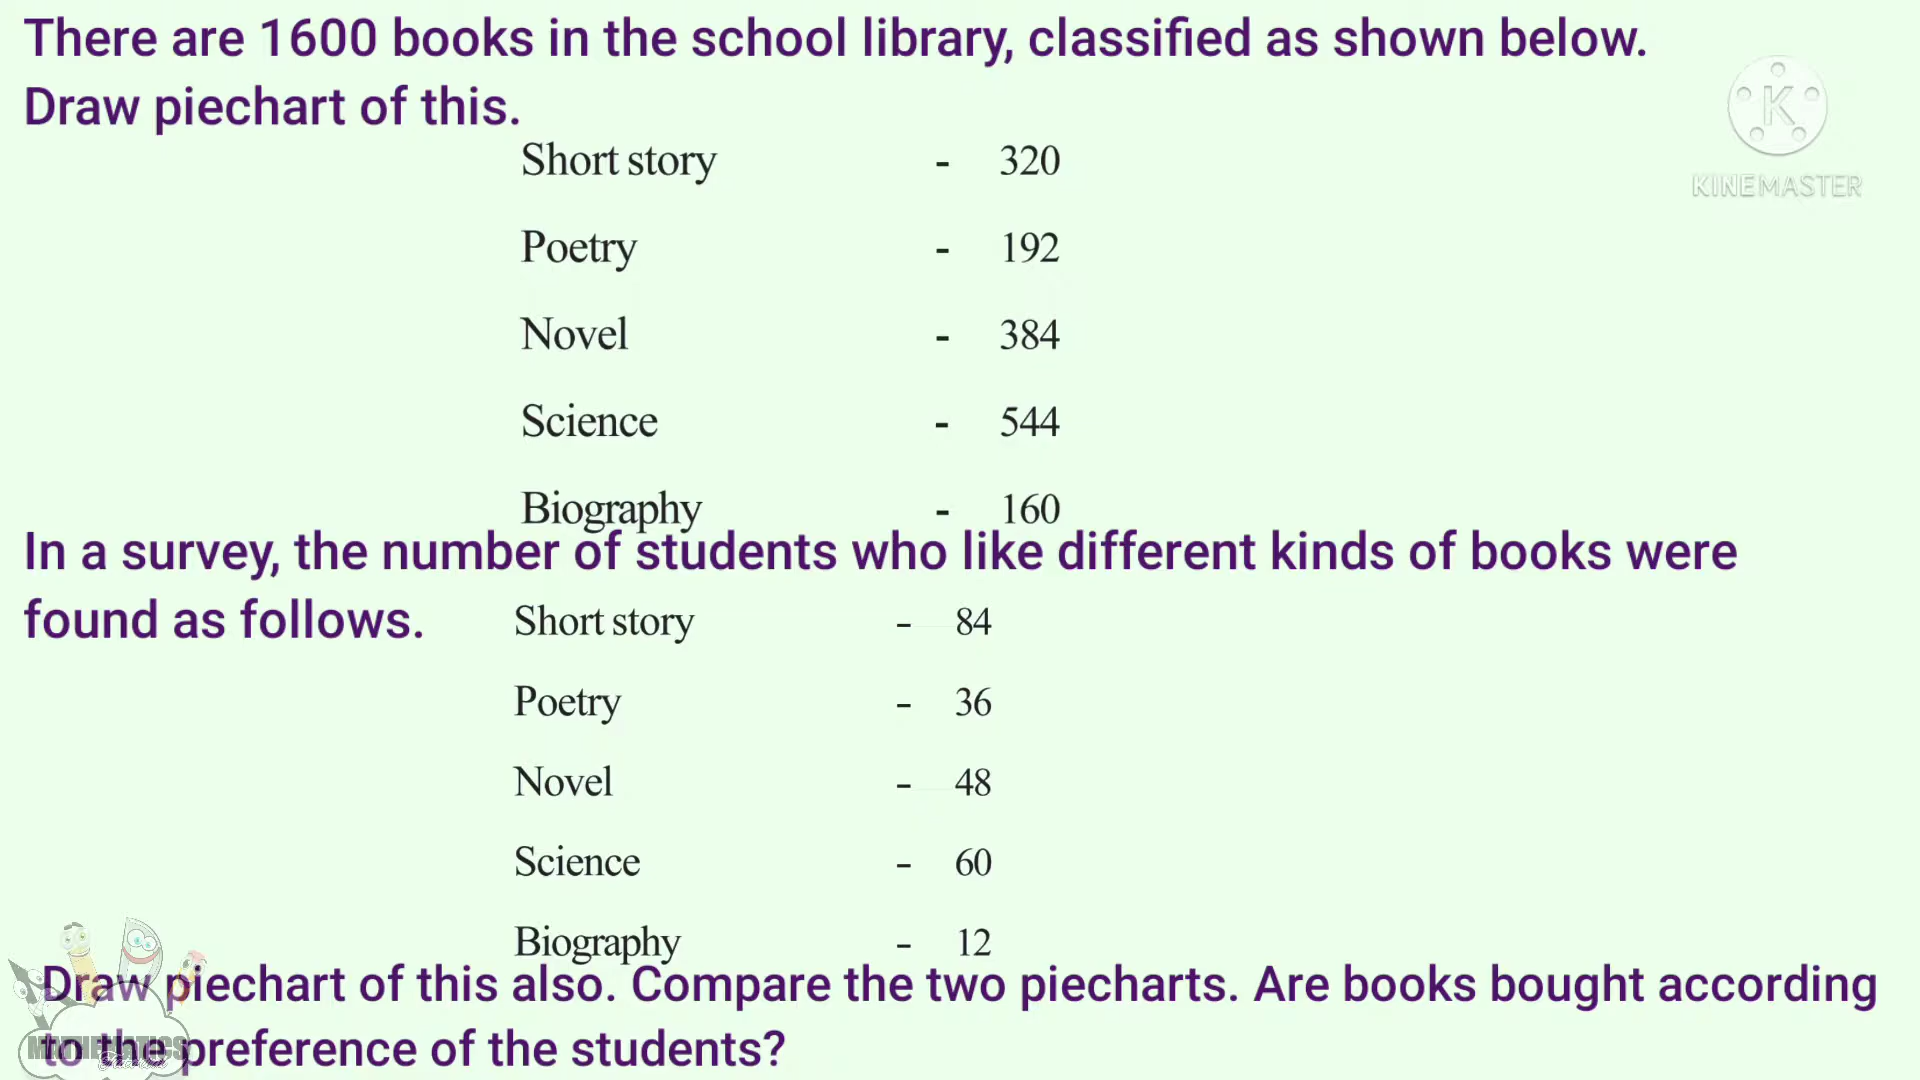 There are 1600 books in the school library, classified as shown below.
Draw piechart of this.
Short story - 320
Poetry - 192
Novel - 384
Science - 544
Biography - 160
In a survey, the number of students who like different kinds of books were
found as follows.
Short story - 84
Poetry - 36
Novel - 48
Science - 60
Biography - 12
Draw piechart of this also. Compare the two piecharts. Are books bought according
to the preference of the students?
K
KINEMASTER
MATHEMATICS
Tutorial